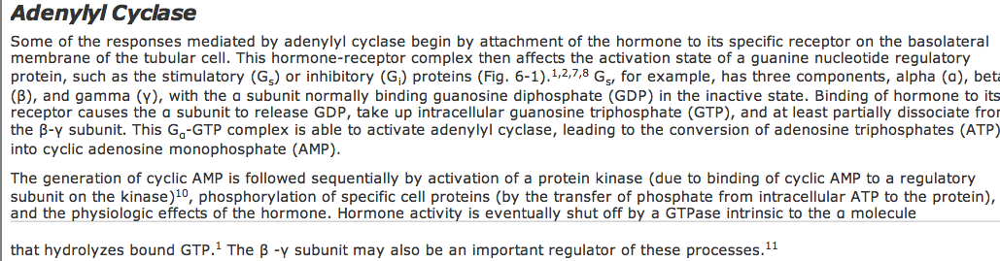 Adenylyl Cyclase
Some of the responses mediated by adenylyl cyclase begin by attachment of the hormone to its specific receptor on the basolateral
membrane of the tubular cell. This hormone-receptor complex then affects the activation state of a guanine nucleotide regulatory
protein, such as the stimulatory (Gs) or inhibitory (Gi) proteins (Fig. 6-1).1,2,7,8 Gs, for example, has three components, alpha (α), beta
(β), and gamma (γ), with the α subunit normally binding guanosine diphosphate (GDP) in the inactive state. Binding of hormone to its
receptor causes the α subunit to release GDP, take up intracellular guanosine triphosphate (GTP), and at least partially dissociate from
the β-γ subunit. This Gα-GTP complex is able to activate adenylyl cyclase, leading to the conversion of adenosine triphosphates (ATP)
into cyclic adenosine monophosphate (AMP).
The generation of cyclic AMP is followed sequentially by activation of a protein kinase (due to binding of cyclic AMP to a regulatory
subunit on the kinase)10, phosphorylation of specific cell proteins (by the transfer of phosphate from intracellular ATP to the protein),
and the physiologic effects of the hormone. Hormone activity is eventually shut off by a GTPase intrinsic to the α molecule
that hydrolyzes bound GTP.1 The β -γ subunit may also be an important regulator of these processes.11